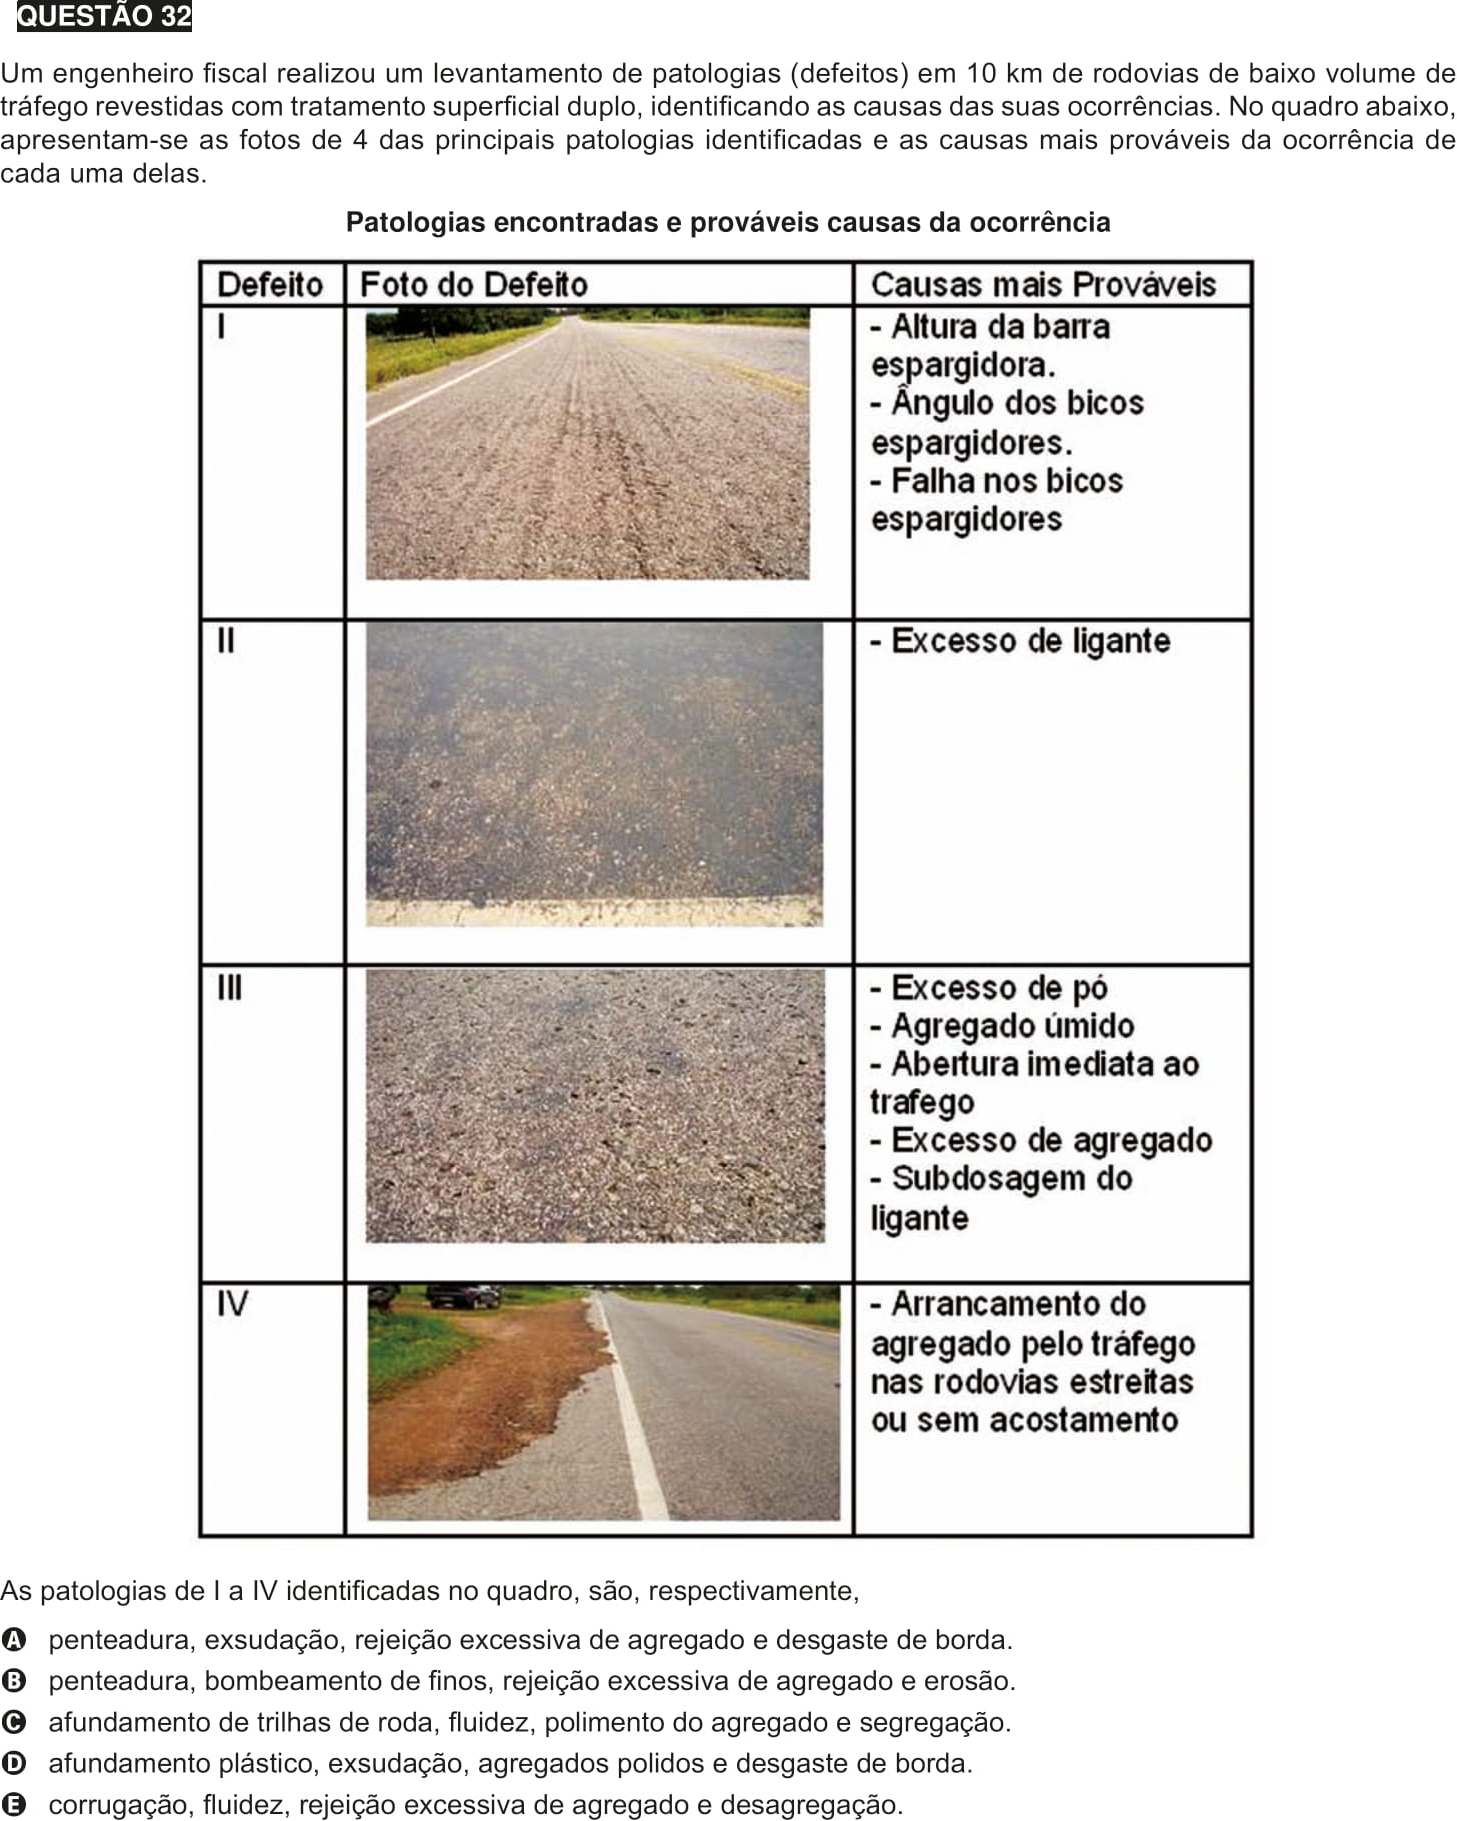 QUESTÃO 32
Um engenheiro fiscal realizou um levantamento de patologias (defeitos) em 10 km de rodovias de baixo volume de
tráfego revestidas com tratamento superficial duplo, identificando as causas das suas ocorrências. No quadro abaixo,
apresentam-se as fotos de 4 das principais patologias identificadas e as causas mais prováveis da ocorrência de
cada uma delas.
Patologias encontradas e prováveis causas da ocorrência
Defeito Foto do Defeito Causas mais Prováveis
I
- Altura da barra
espargidora.
- Ângulo dos bicos
espargidores.
- Falha nos bicos
espargidores
II
- Excesso de ligante
III
- Excesso de pó
- Agregado úmido
- Abertura imediata ao
trafego
- Excesso de agregado
- Subdosagem do
ligante
IV
- Arrancamento do
agregado pelo tráfego
nas rodovias estreitas
ou sem acostamento
As patologias de I a IV identificadas no quadro, são, respectivamente,
A penteadura, exsudação, rejeição excessiva de agregado e desgaste de borda.
B penteadura, bombeamento de finos, rejeição excessiva de agregado e erosão.
C afundamento de trilhas de roda, fluidez, polimento do agregado e segregação.
D afundamento plástico, exsudação, agregados polidos e desgaste de borda.
E corrugação, fluidez, rejeição excessiva de agregado e desagregação.